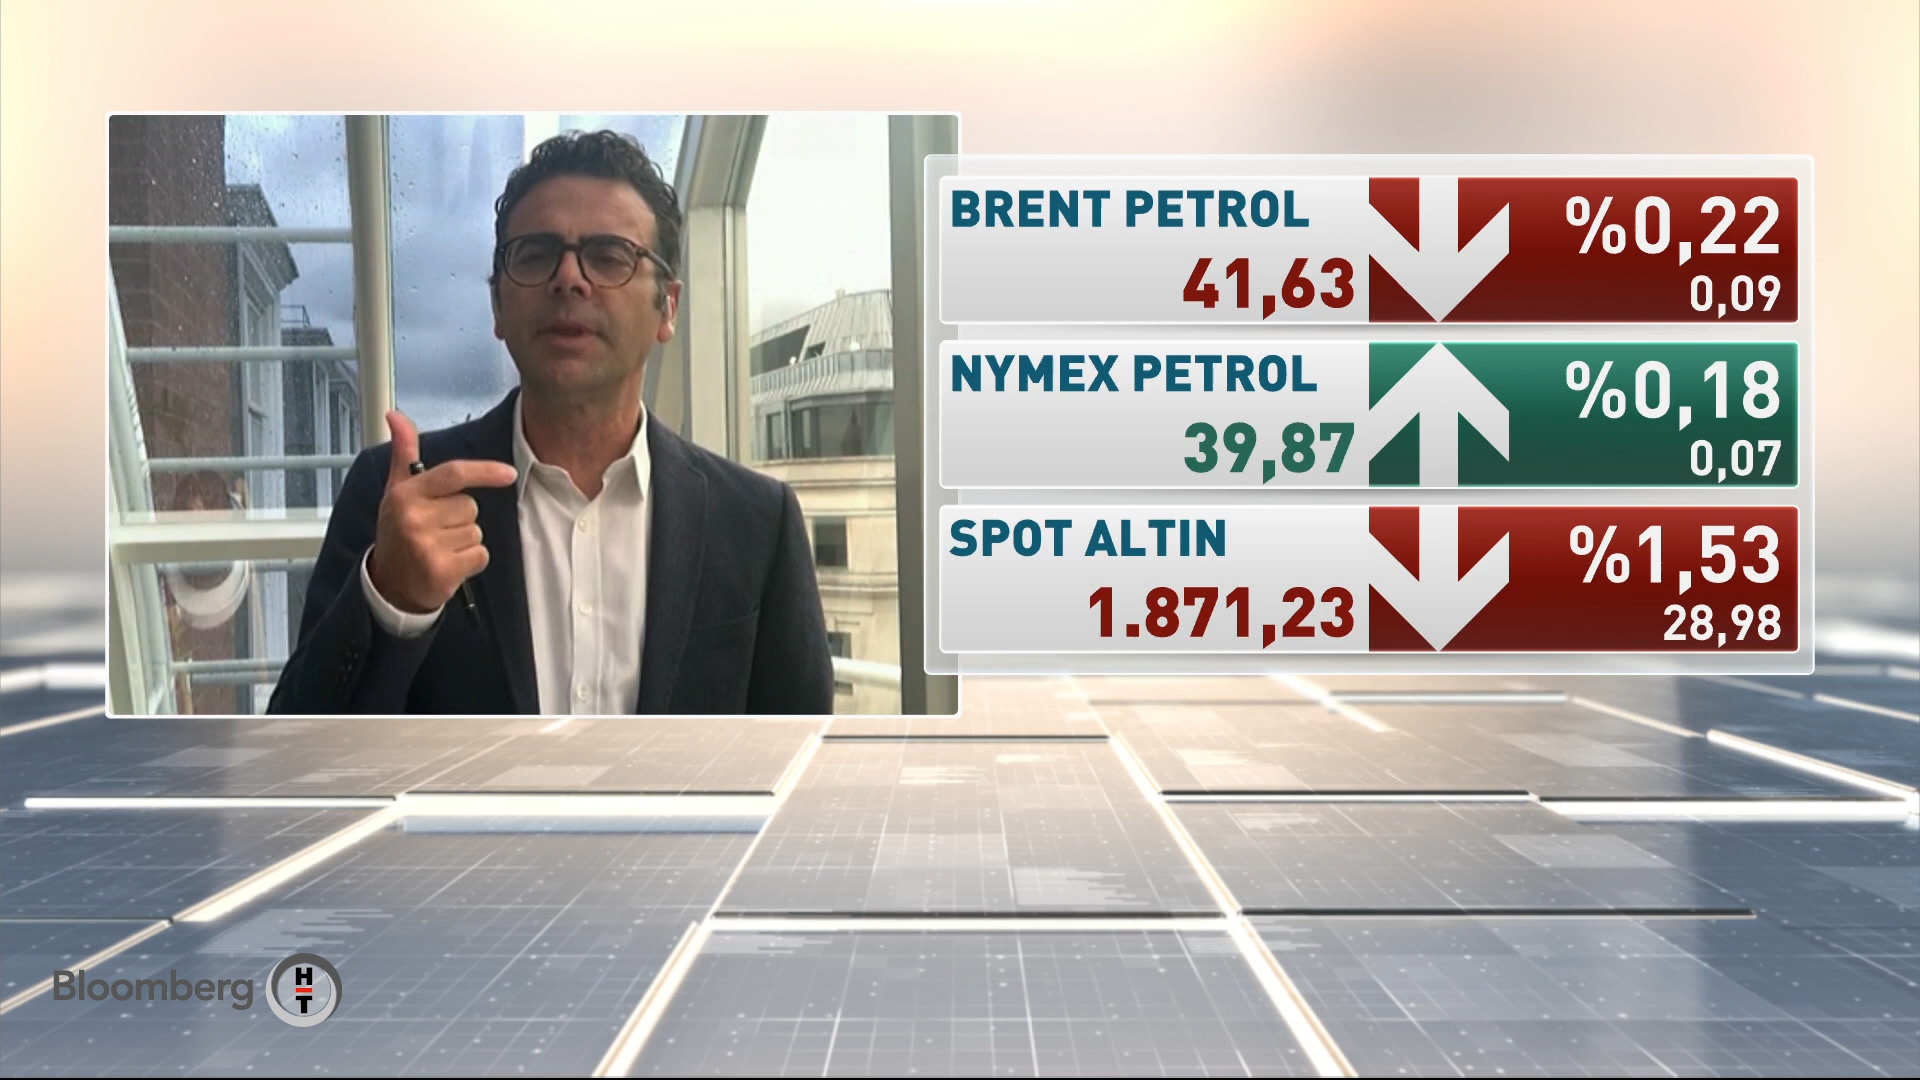 BRENT PETROL
%0,22
41,63
0,09
NYMEX PETROL
%0,18
39,87
0,07
SPOT ALTIN
%1,53
1.871,23
28,98
Bloomberg HT